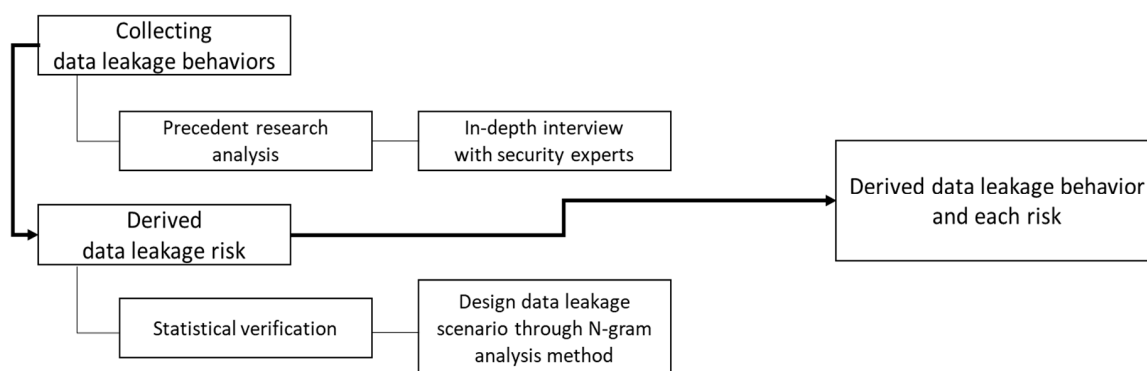 Collecting
data leakage behaviors
Precedent research
analysis
In-depth interview
with security experts
Derived
data leakage risk
Statistical verification
Design data leakage
scenario through N-gram
analysis method
Derived data leakage behavior
and each risk